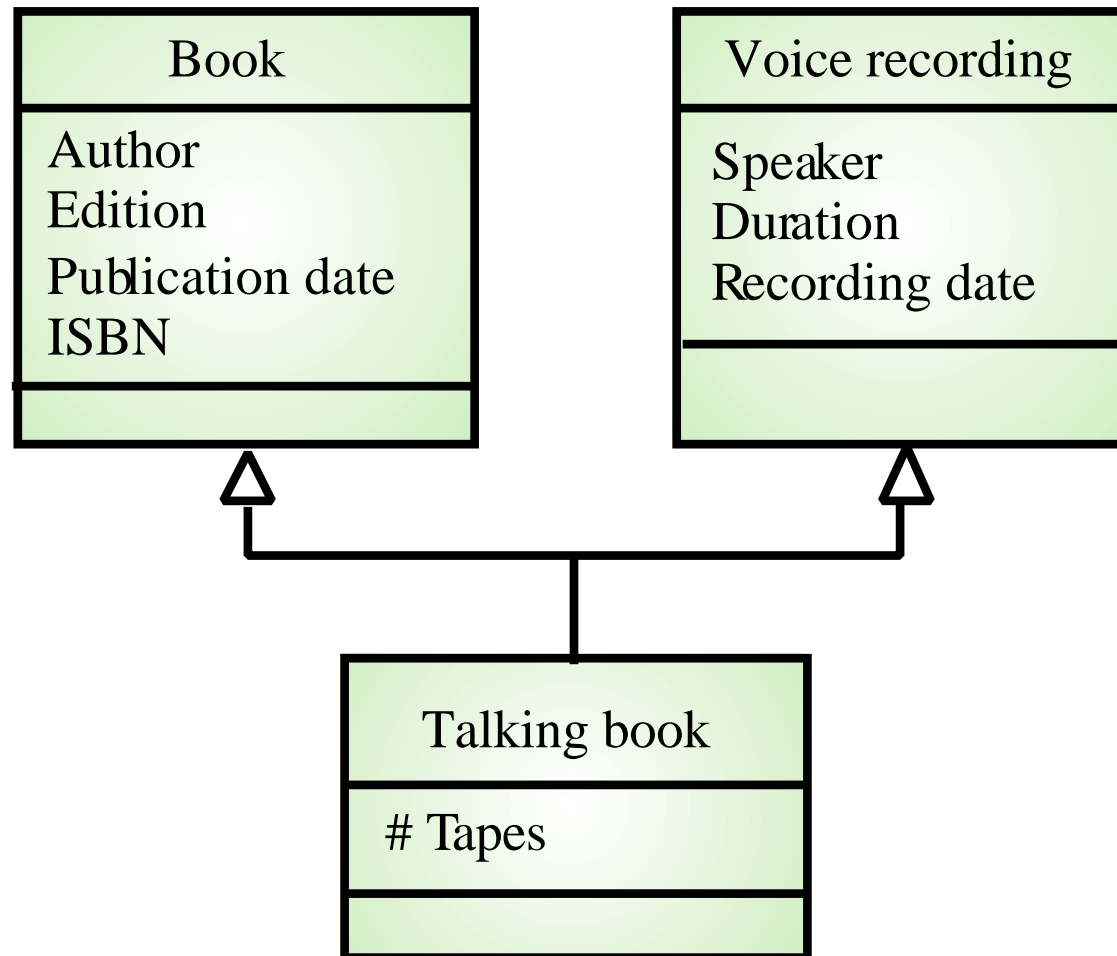 Book
Author
Edition
Publication date
ISBN
Voice recording
Speaker
Duration
Recording date
Talking book
# Tapes